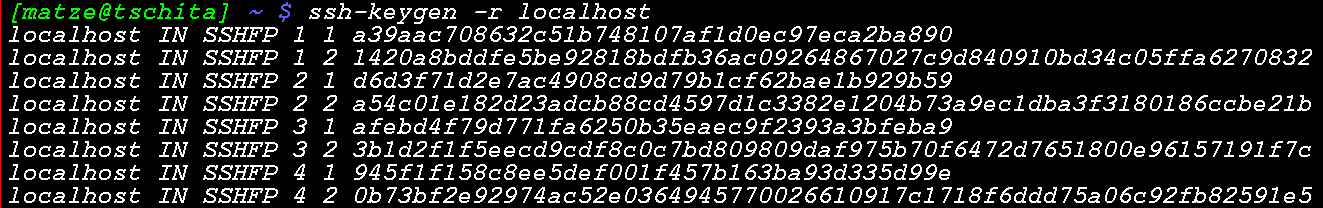 [matze@tschita] ~ $ ssh-keygen -r localhost
localhost IN SSHFP 1 1 a39aac708632c51b748107af1d0ec97eca2ba890
localhost IN SSHFP 1 2 1420a8bddfe5be92818bdfb36ac09264867027c9d840910bd34c05ffa6270832
localhost IN SSHFP 2 1 d6d3f71d2e7ac4908cd9d79b1cf62bae1b929b59
localhost IN SSHFP 2 2 a54c01e182d23adcb88cd4597d1c3382e1204b73a9ec1dba3f3180186ccbe21b
localhost IN SSHFP 3 1 afebd4f79d771fa6250b35eaec9f2393a3bfeba9
localhost IN SSHFP 3 2 3b1d2f1f5eecd9cdf8c0c7bd809809daf975b70f6472d7651800e96157191f7c
localhost IN SSHFP 4 1 945f1f158c8ee5def001f457b163ba93d335d99e
localhost IN SSHFP 4 2 0b73bf2e92974ac52e0364945770026610917c1718f6ddd75a06c92fb82591e5